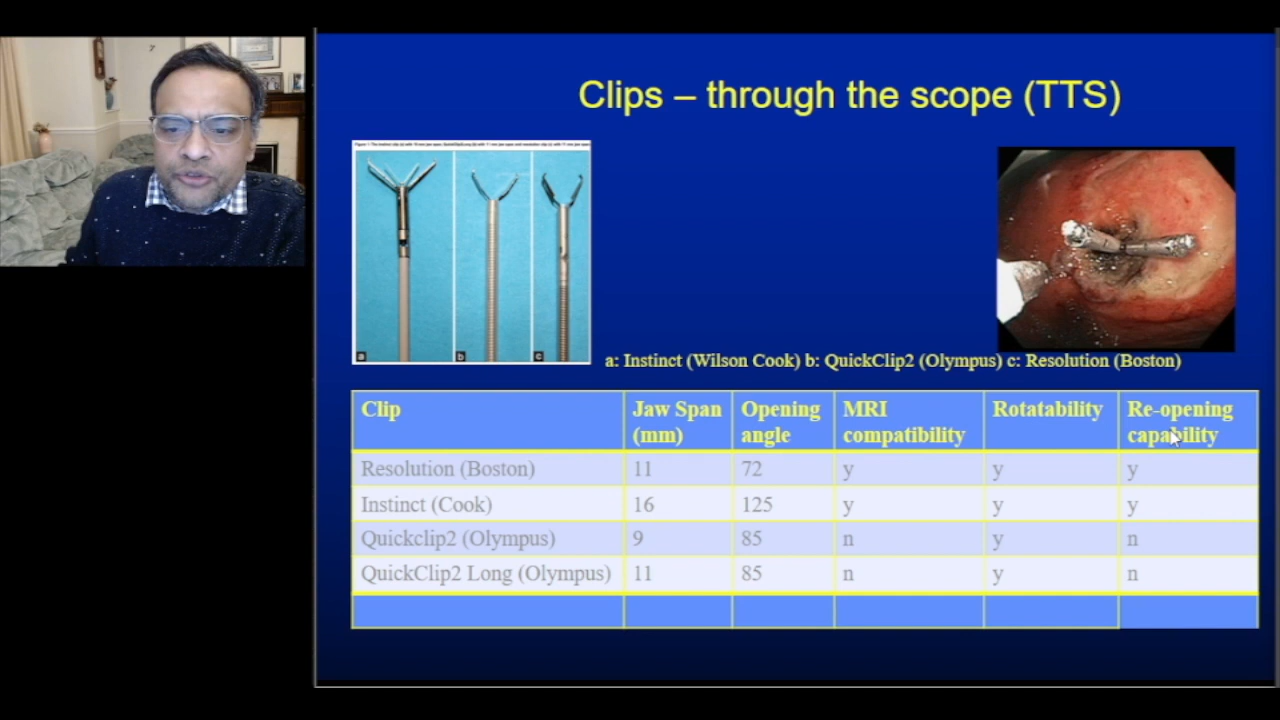 Clips – through the scope (TTS)
a
b
c
a: Instinct (Wilson Cook) b: QuickClip2 (Olympus) c: Resolution (Boston)
Clip Jaw Span (mm) Opening angle MRI compatibility Rotatability Re-opening capability
Resolution (Boston) 11 72 y y y
Instinct (Cook) 16 125 y y y
Quickclip2 (Olympus) 9 85 n y n
QuickClip2 Long (Olympus) 11 85 n y n